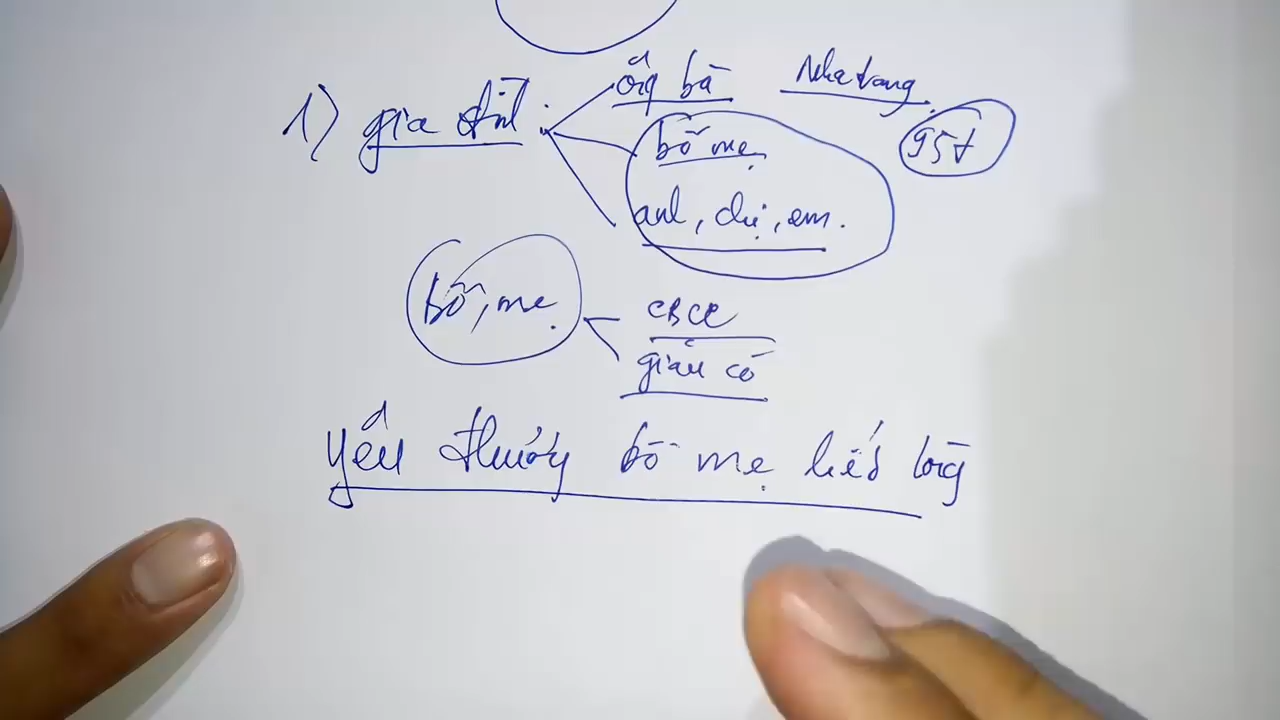 1) gia đình: ông bà Nha trang
bố mẹ 95t
anh, chị, em.
bố, mẹ
giàu có
yêu thương bố mẹ hết lòng